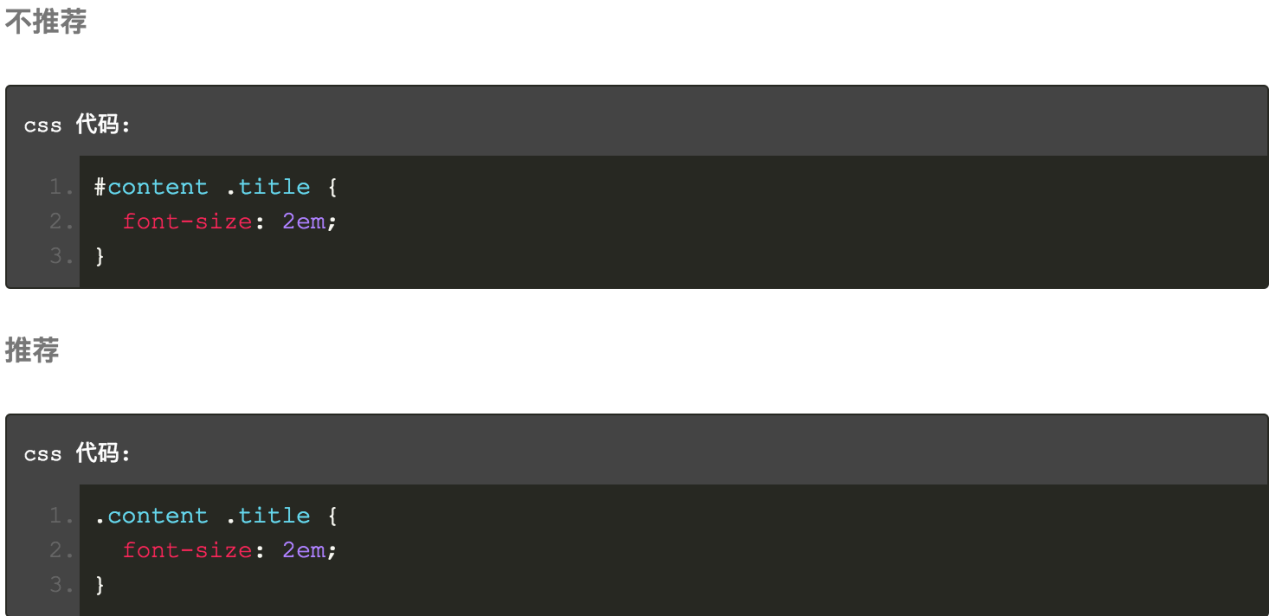 不推荐
css 代码:
1. #content .title {
2.   font-size: 2em;
3. }
推荐
css 代码:
1. .content .title {
2.   font-size: 2em;
3. }